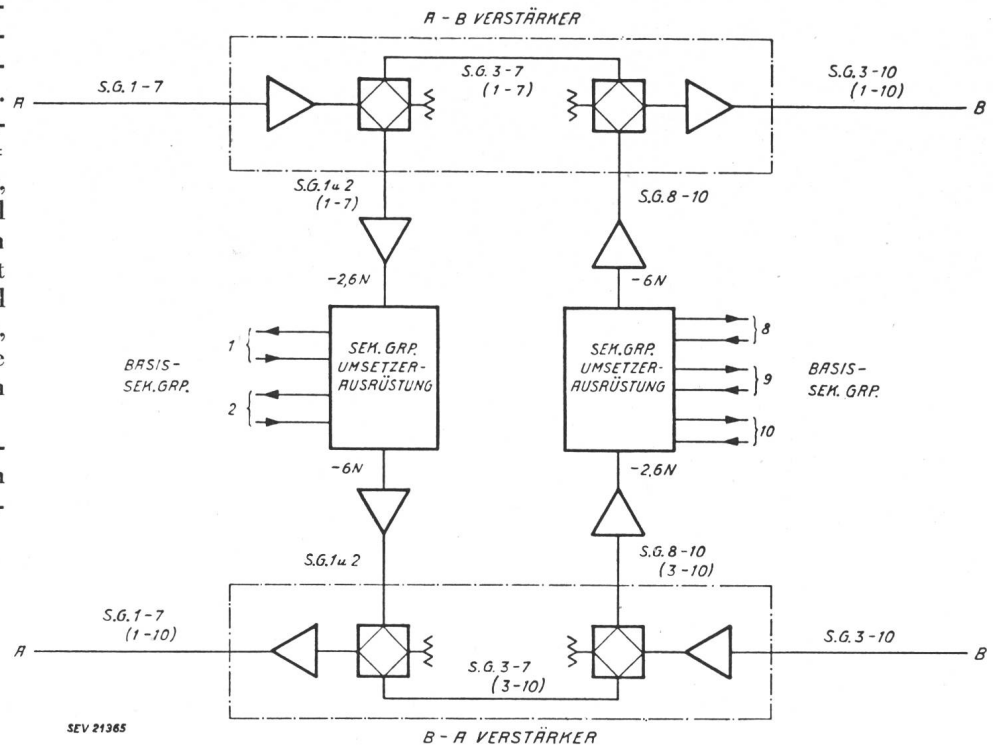 A - B VERSTÄRKER
S.G. 1-7
S.G. 3-7
(1-7)
S.G. 3-10
(1-10)
A
B
S.G. 1 u 2
(1-7)
S.G. 8-10
-2,6 N
-6 N
1
2
BASIS-
SEK. GRP.
SEK. GRP.
UMSETZER-
AUSRÜSTUNG
SEK. GRP.
UMSETZER-
AUSRÜSTUNG
8
9
10
BASIS-
SEK. GRP.
-6 N
-2,6 N
S.G. 1 u 2
S.G. 8-10
(3-10)
S.G. 1-7
(1-10)
S.G. 3-7
(3-10)
S.G. 3-10
A
B
SEV 21365
B - A VERSTÄRKER